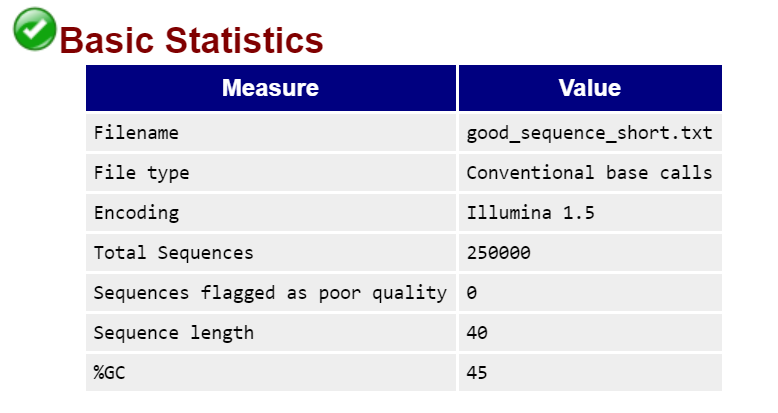 Basic Statistics
Measure Value
Filename good_sequence_short.txt
File type Conventional base calls
Encoding Illumina 1.5
Total Sequences 250000
Sequences flagged as poor quality 0
Sequence length 40
%GC 45